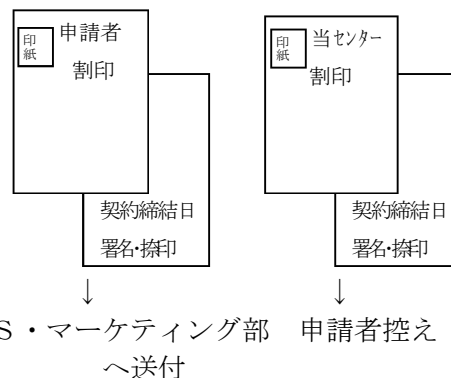 印紙
申請者
割印
契約締結日
署名・捺印
↓
S・マーケティング部
へ送付
印紙
当センター
割印
契約締結日
署名・捺印
↓
申請者控え